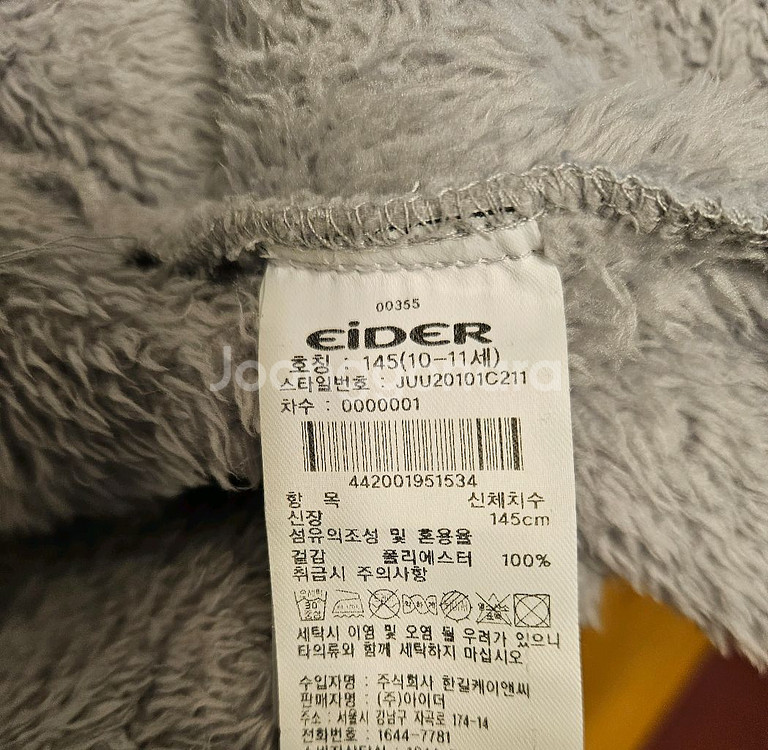 00355
EiDER
호칭 : 145(10-11세)
스타일번호 : JUU20101C211
차수 : 0000001
442001951534
항 목 신체치수
신장 145cm
섬유의조성 및 혼용율
겉감 폴리에스터 100%
취급시 주의사항
세탁시 이염 및 오염 될 우려가 있으니
타의류와 함께 세탁하지 마십시오
수입자명 : 주식회사 한길케이앤씨
판매자명 : (주)아이더
주소 : 서울시 강남구 자곡로 174-14
전화번호 : 1644-7781